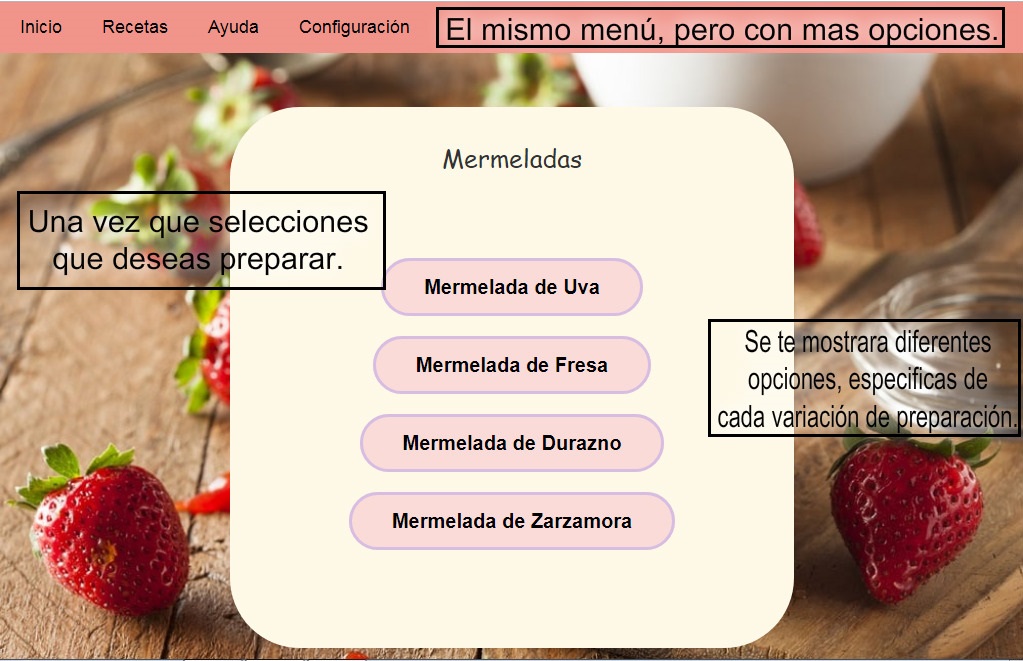 Inicio Recetas Ayuda Configuración
El mismo menú, pero con mas opciones.
Mermeladas
Una vez que selecciones
que deseas preparar.
Mermelada de Uva
Mermelada de Fresa
Mermelada de Durazno
Mermelada de Zarzamora
Se te mostrara diferentes
opciones, especificas de
cada variación de preparación.